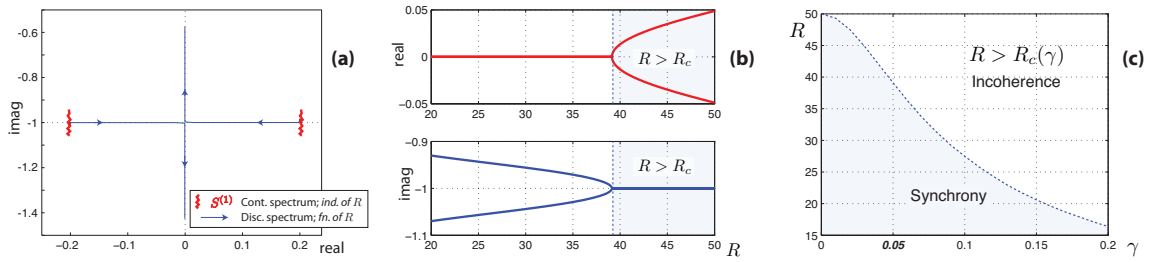 (a)
imag
-0.6
-0.8
-1
-1.2
-1.4
-0.2
-0.1
0
0.1
0.2
real
S(1) Cont. spectrum; ind. of R
Disc. spectrum; fn. of R
(b)
real
0.05
0
−0.05
20
25
30
35
40
45
50
R > Rc
imag
−0.9
−1
−1.1
20
25
30
35
40
45
50
R
R > Rc
(c)
R
50
45
40
35
30
25
20
15
0
0.05
0.1
0.15
0.2
γ
R > Rc(γ)
Incoherence
Synchrony